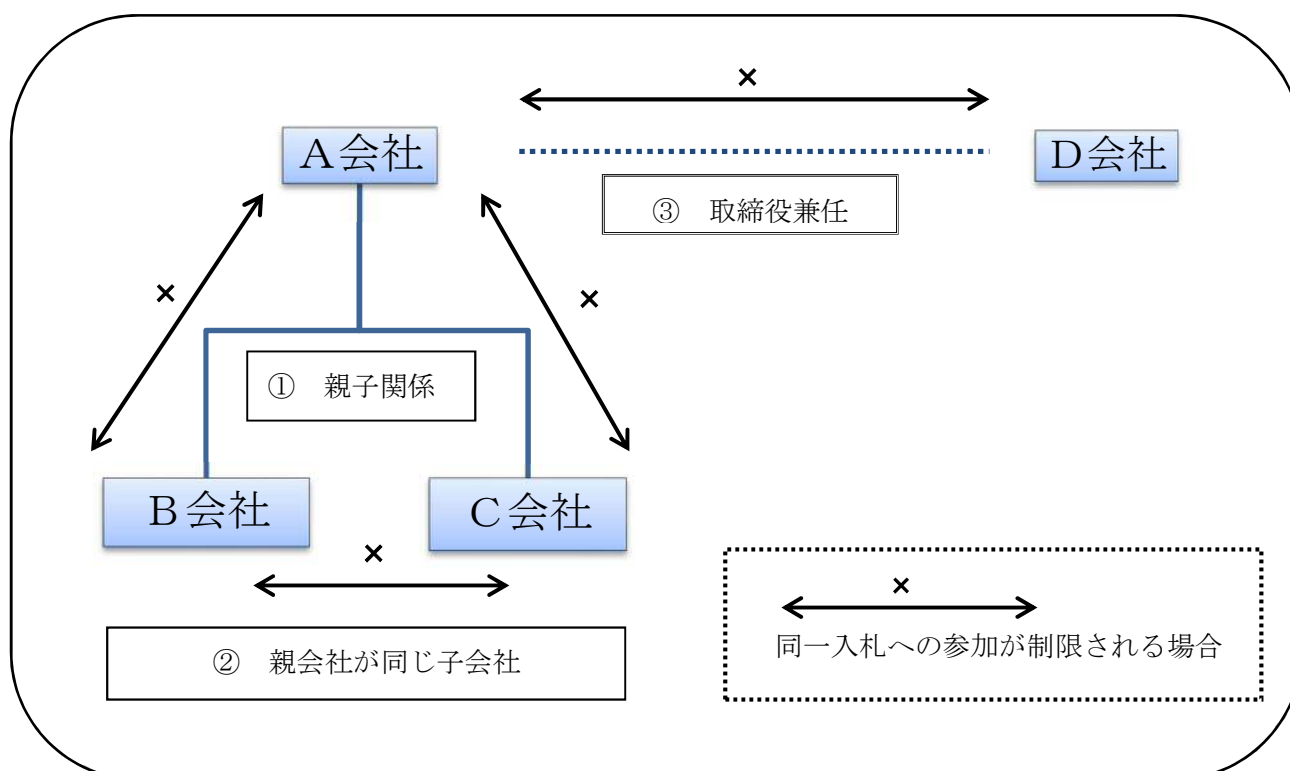 ×
Ａ会社
Ｄ会社
③　取締役兼任
×
×
①　親子関係
Ｂ会社
Ｃ会社
×
②　親会社が同じ子会社
×
同一入札への参加が制限される場合